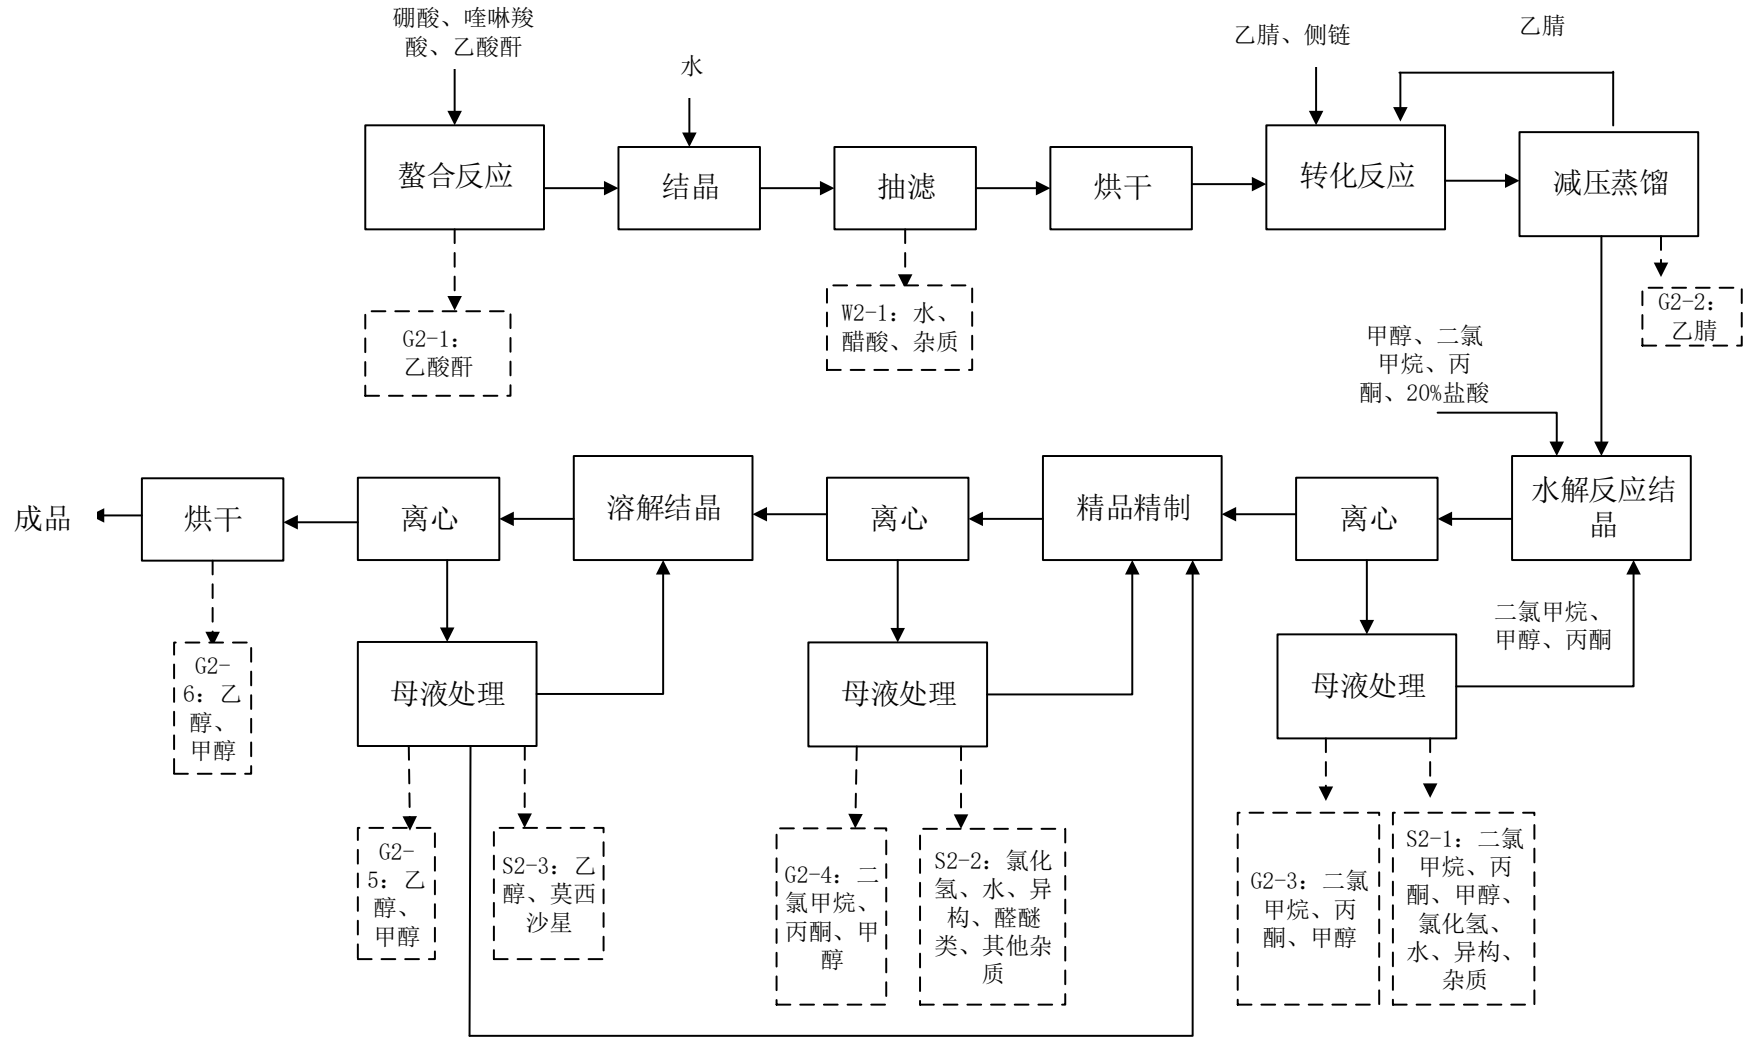 硼酸、喹啉羧
酸、乙酸酐
水
乙腈、侧链
乙腈
螯合反应
结晶
抽滤
烘干
转化反应
减压蒸馏
G2-1：
乙酸酐
W2-1：水、
醋酸、杂质
G2-2：
乙腈
甲醇、二氯
甲烷、丙
酮、20%盐酸
成品
烘干
离心
溶解结晶
离心
精品精制
离心
水解反应结
晶
二氯甲烷、
甲醇、丙酮
G2-
6：乙
醇、
甲醇
母液处理
母液处理
母液处理
G2-
5：乙
醇、
甲醇
S2-3：乙
醇、莫西
沙星
G2-4：二
氯甲烷、
丙酮、甲
醇
S2-2：氯化
氢、水、异
构、醛醚
类、其他杂
质
G2-3：二氯
甲烷、丙
酮、甲醇
S2-1：二氯
甲烷、丙
酮、甲醇、
氯化氢、
水、异构、
杂质